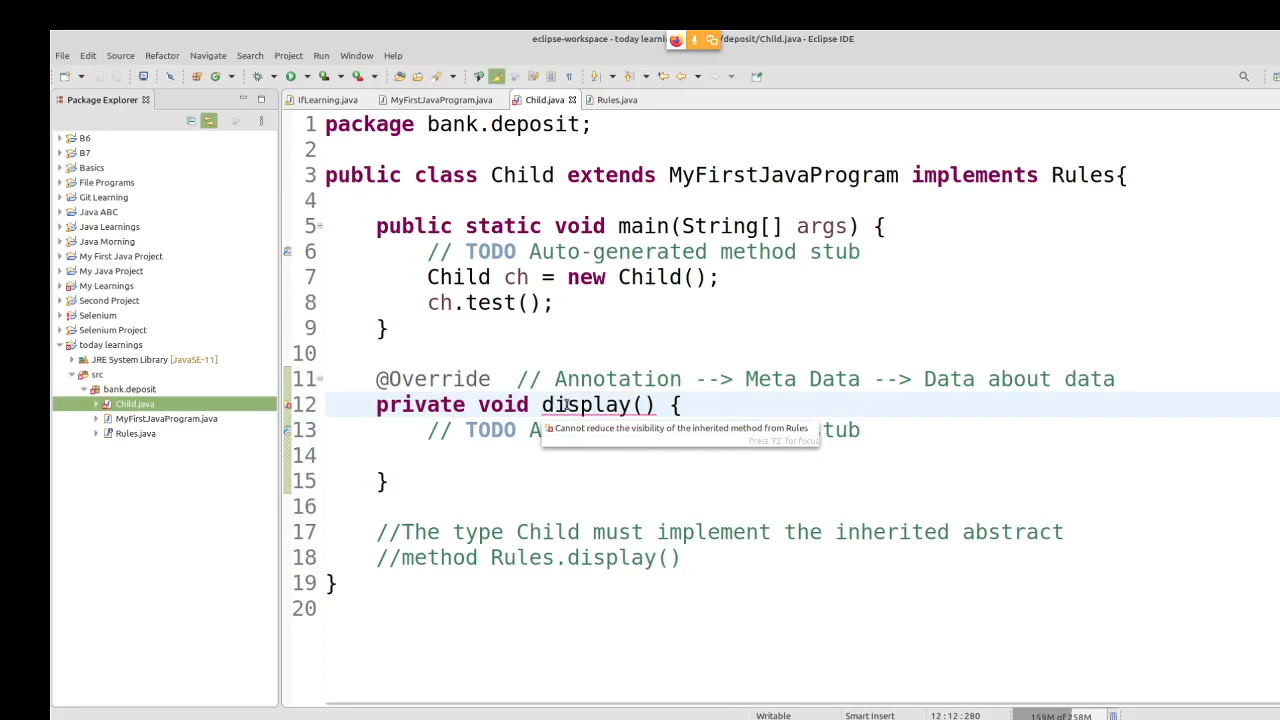 eclipse-workspace - today learni
/deposit/Child.java - Eclipse IDE
File Edit Source Refactor Navigate Search Project Run Window Help
Package Explorer
IfLearning.java
MyFirstJavaProgram.java
Child.java
Rules.java
B6
B7
Basics
File Programs
Git Learning
Java ABC
Java Learnings
Java Morning
My First Java Project
My Java Project
My Learnings
Second Project
Selenium
Selenium Project
today learnings
JRE System Library [JavaSE-11]
src
bank.deposit
Child.java
MyFirstJavaProgram.java
Rules.java
1 package bank.deposit;
2
3 public class Child extends MyFirstJavaProgram implements Rules{
4
5 public static void main(String[] args) {
6 // TODO Auto-generated method stub
7 Child ch = new Child();
8 ch.test();
9 }
10
11 @Override // Annotation --> Meta Data --> Data about data
12 private void display() {
13 // TODO A tub
Cannot reduce the visibility of the inherited method from Rules
Press 'F2' for focus
14
15 }
16
17 //The type Child must implement the inherited abstract
18 //method Rules.display()
19 }
20
Writable
Smart Insert
12 : 12 : 280
159M of 258M